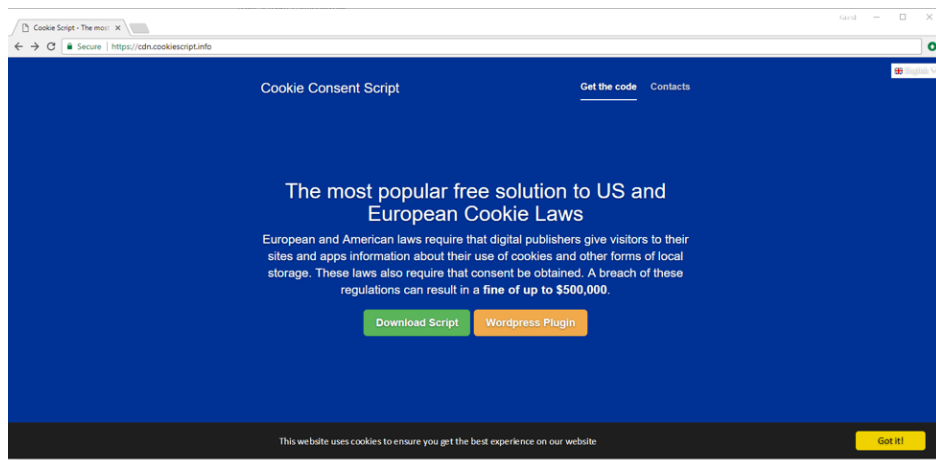 Cookie Script - The most
Secure
https://cdn.cookiescript.info
Cookie Consent Script
Get the code
Contacts
The most popular free solution to US and
European Cookie Laws
European and American laws require that digital publishers give visitors to their
sites and apps information about their use of cookies and other forms of local
storage. These laws also require that consent be obtained. A breach of these
regulations can result in a fine of up to $500,000.
Download Script
Wordpress Plugin
This website uses cookies to ensure you get the best experience on our website
Got it!